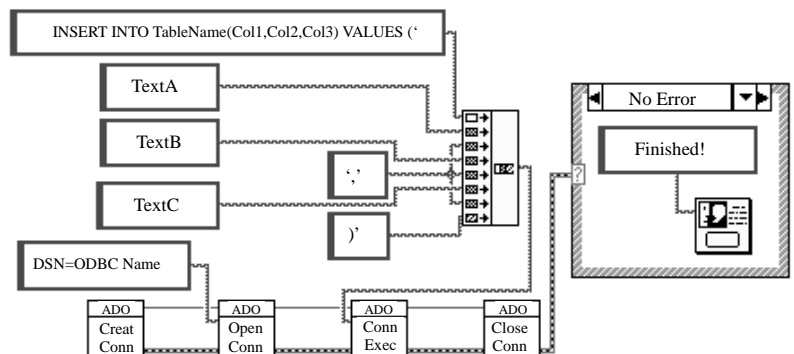 INSERT INTO TableName(Col1,Col2,Col3) VALUES (‘
TextA
TextB
‘,’
TextC
)’
DSN=ODBC Name
No Error
Finished!
?
ADO
Creat
Conn
ADO
Open
Conn
ADO
Conn
Exec
ADO
Close
Conn